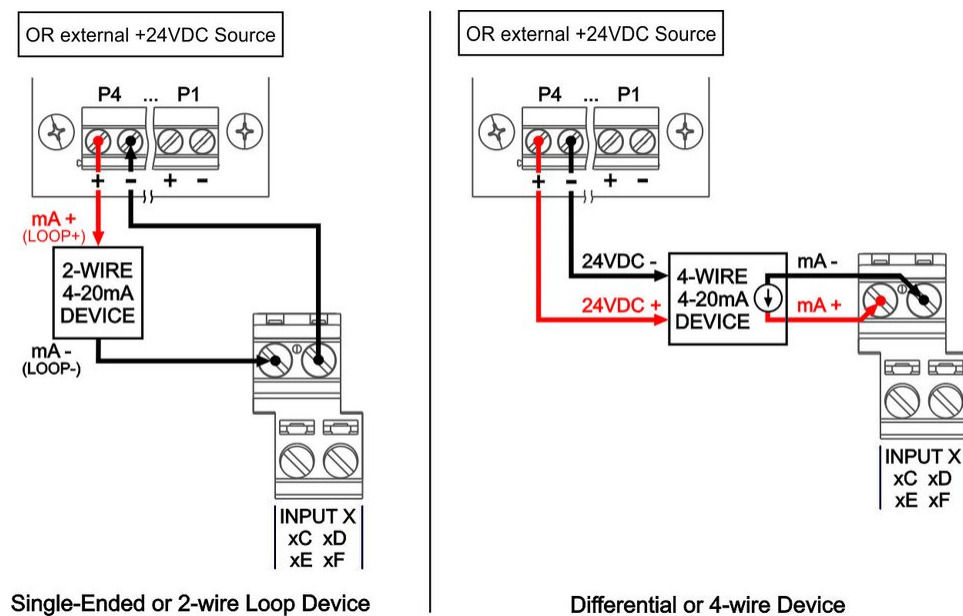 OR external +24VDC Source
P4 ... P1
+ - + -
mA +
(LOOP+)
2-WIRE
4-20mA
DEVICE
mA -
(LOOP-)
INPUT X
xC xD
xE xF
Single-Ended or 2-wire Loop Device
OR external +24VDC Source
P4 ... P1
+ - + -
24VDC -
24VDC +
4-WIRE
4-20mA
DEVICE
mA -
mA +
INPUT X
xC xD
xE xF
Differential or 4-wire Device